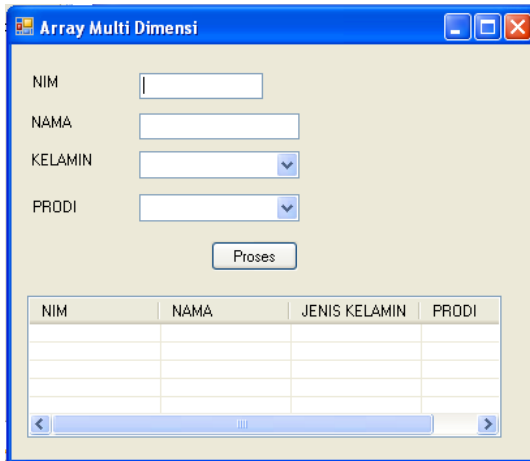 Array Multi Dimensi
NIM
NAMA
KELAMIN
PRODI
Proses
NIM NAMA JENIS KELAMIN PRODI